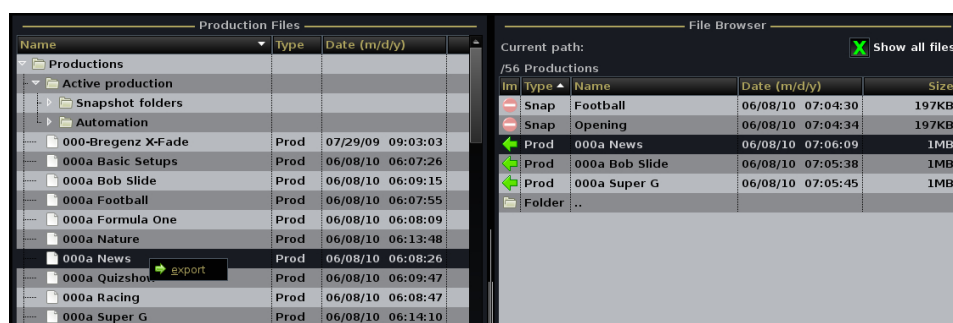 Production Files
Name Type Date (m/d/y)
Productions
Active production
Snapshot folders
Automation
000-Bregenz X-Fade Prod 07/29/09 09:03:03
000a Basic Setups Prod 06/08/10 06:07:26
000a Bob Slide Prod 06/08/10 06:09:15
000a Football Prod 06/08/10 06:07:55
000a Formula One Prod 06/08/10 06:08:09
000a Nature Prod 06/08/10 06:13:48
000a News Prod 06/08/10 06:08:26
export
000a Quizshow Prod 06/08/10 06:09:47
000a Racing Prod 06/08/10 06:08:47
000a Super G Prod 06/08/10 06:14:10
File Browser
Current path: X Show all files
/56 Productions
Im Type Name Date (m/d/y) Size
Snap Football 06/08/10 07:04:30 197KB
Snap Opening 06/08/10 07:04:34 197KB
Prod 000a News 06/08/10 07:06:09 1MB
Prod 000a Bob Slide 06/08/10 07:05:38 1MB
Prod 000a Super G 06/08/10 07:05:45 1MB
Folder ..